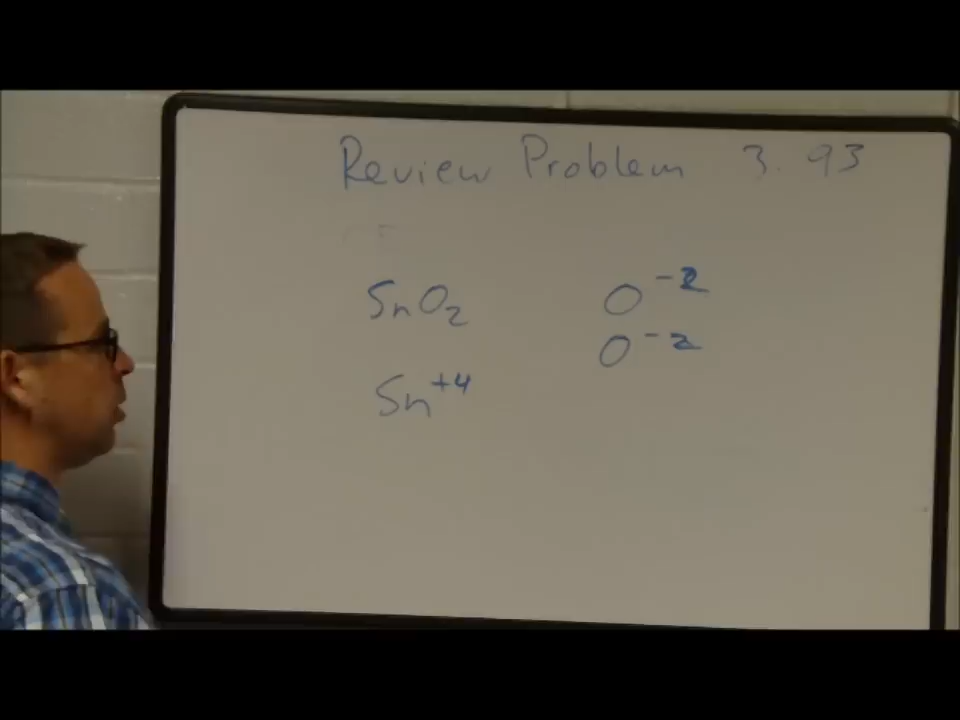 Review Problem 3.93
SnO₂ O⁻²
O⁻²
Sn⁺⁴